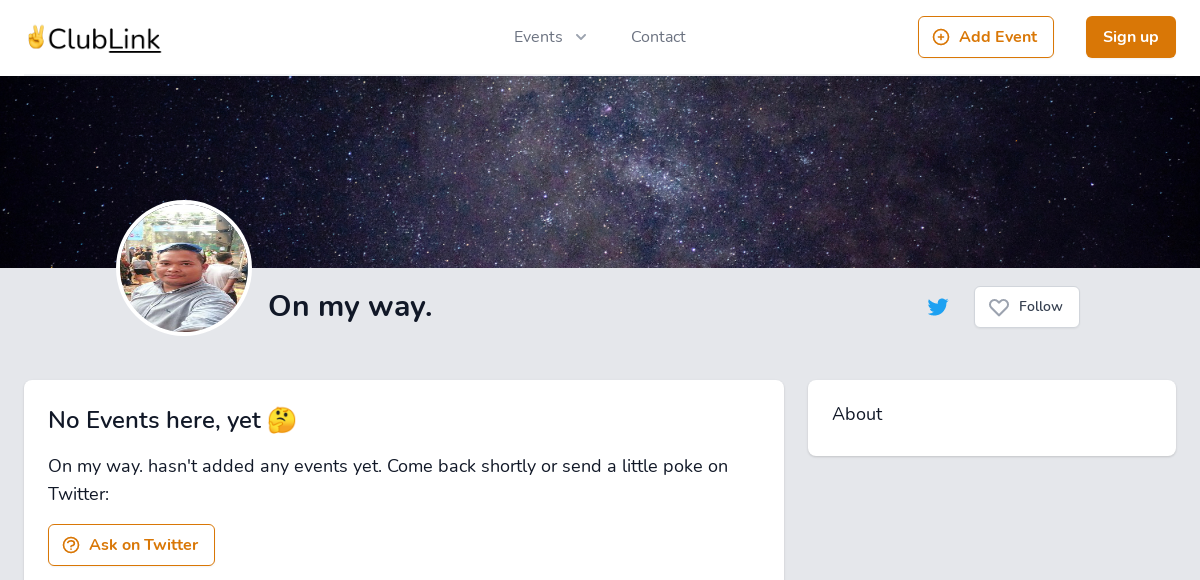 ✌️ClubLink
Events
Contact
Add Event
Sign up
On my way.
Follow
No Events here, yet 🤔
On my way. hasn't added any events yet. Come back shortly or send a little poke on
Twitter:
Ask on Twitter
About